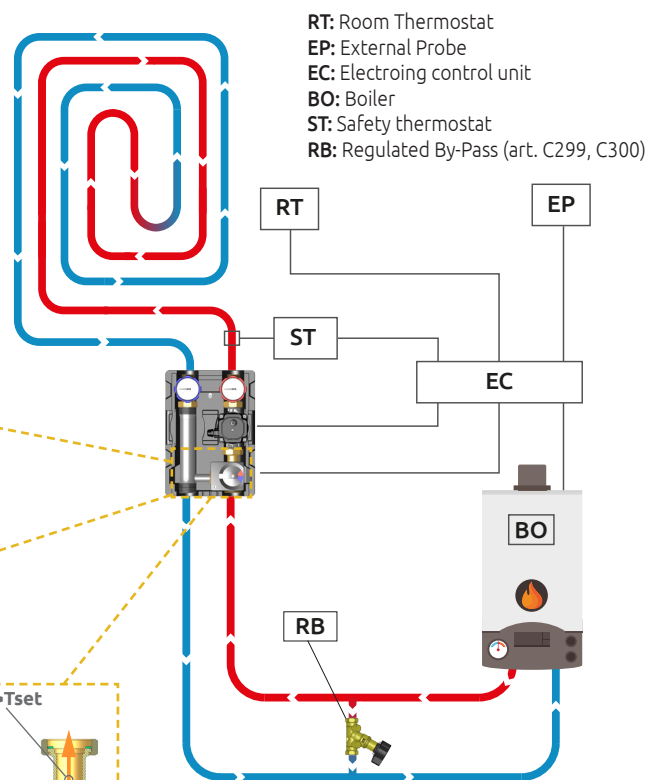 RT: Room Thermostat
EP: External Probe
EC: Electroing control unit
BO: Boiler
ST: Safety thermostat
RB: Regulated By-Pass (art. C299, C300)
RT
EP
ST
EC
BO
RB
Tset